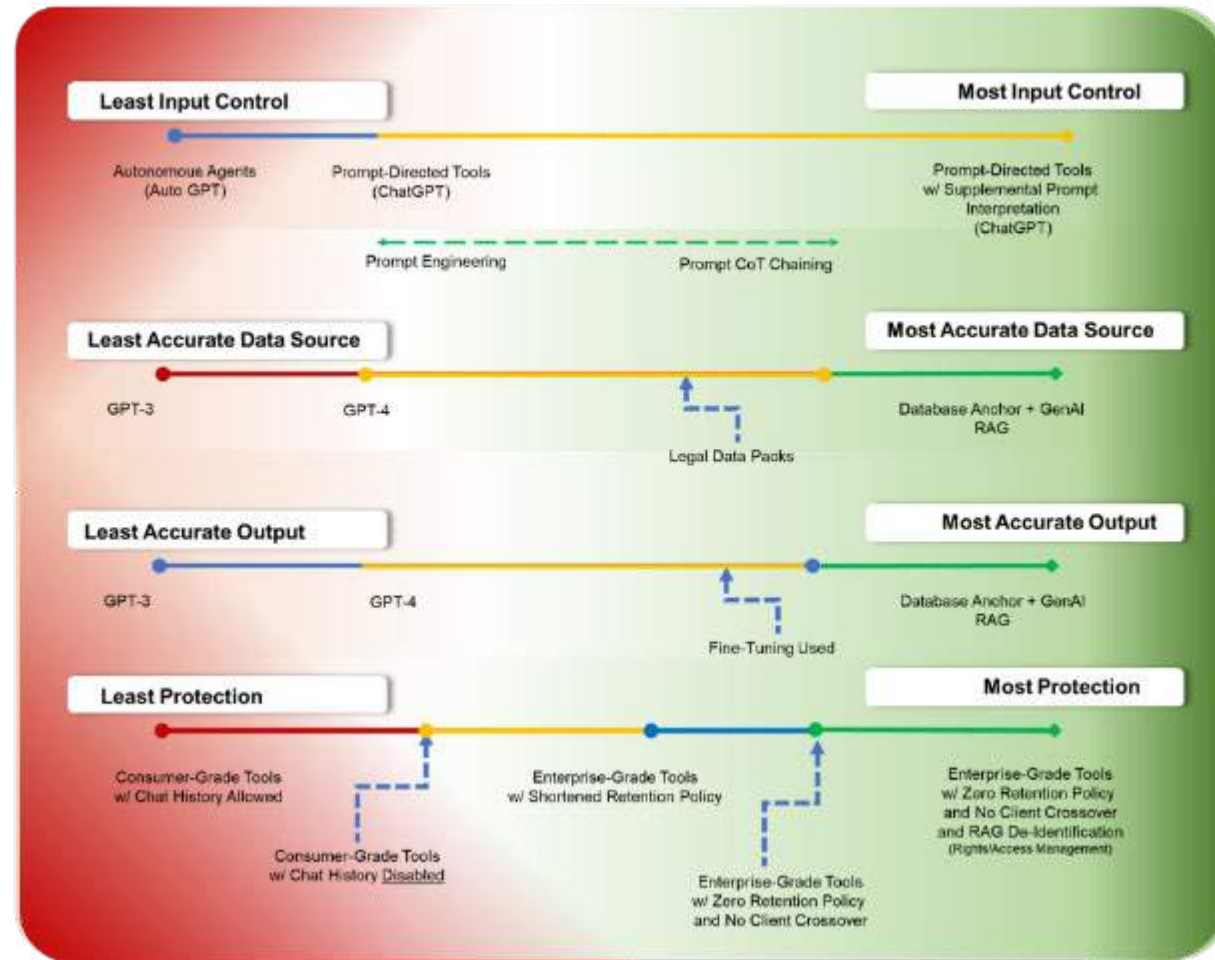 Least Input Control
Most Input Control
Autonomous Agents
(Auto GPT)
Prompt-Directed Tools
(ChatGPT)
Prompt-Directed Tools
w/ Supplemental Prompt
Interpretation
(ChatGPT)
Prompt Engineering
Prompt CoT Chaining
Least Accurate Data Source
Most Accurate Data Source
GPT-3
GPT-4
Database Anchor + GenAI
RAG
Legal Data Packs
Least Accurate Output
Most Accurate Output
GPT-3
GPT-4
Database Anchor + GenAI
RAG
Fine-Tuning Used
Least Protection
Most Protection
Consumer-Grade Tools
w/ Chat History Allowed
Consumer-Grade Tools
w/ Chat History Disabled
Enterprise-Grade Tools
w/ Shortened Retention Policy
Enterprise-Grade Tools
w/ Zero Retention Policy
and No Client Crossover
Enterprise-Grade Tools
w/ Zero Retention Policy
and No Client Crossover
and RAG De-Identification
(Rights/Access Management)